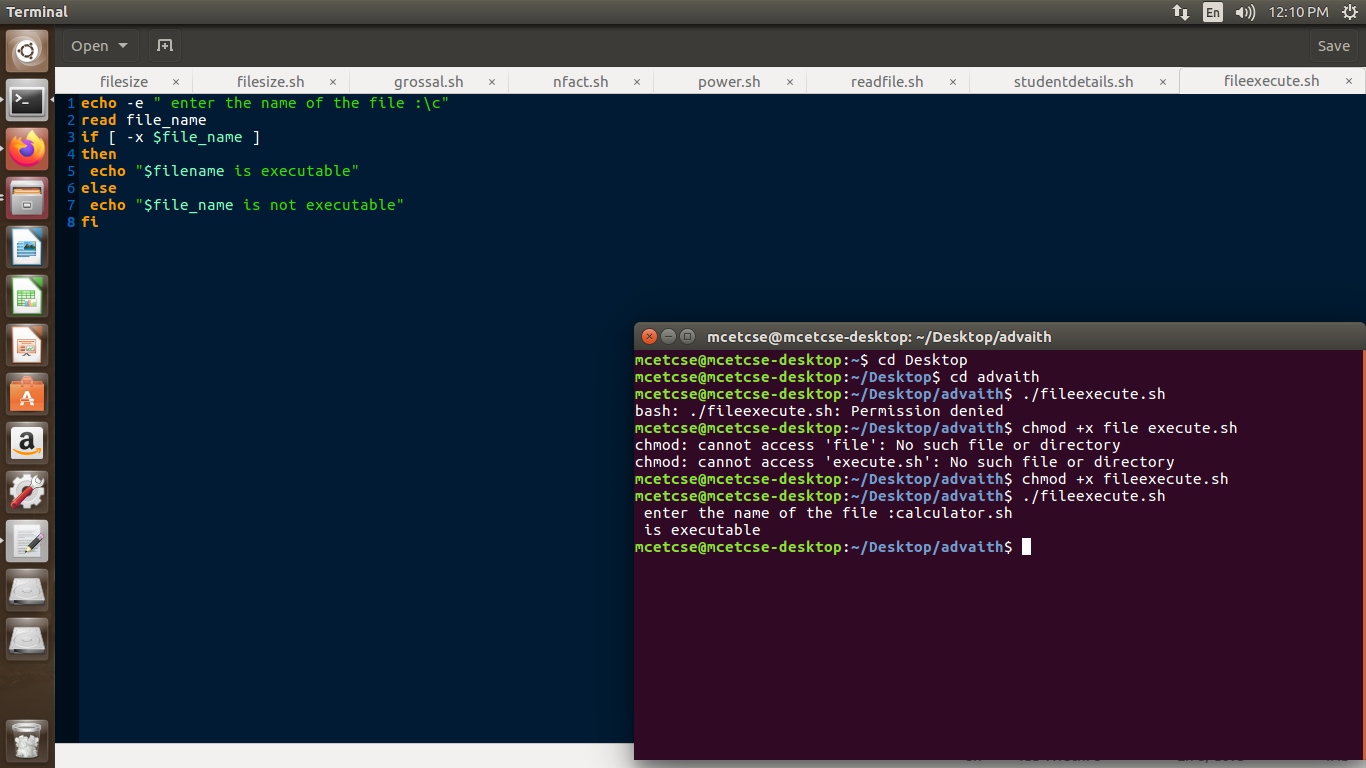 Terminal
En
12:10 PM
Open
Save
filesize × filesize.sh × grossal.sh × nfact.sh × power.sh × readfile.sh × studentdetails.sh × fileexecute.sh ×
1 echo -e " enter the name of the file :\c"
2 read file_name
3 if [ -x $file_name ]
4 then
5  echo "$filename is executable"
6 else
7  echo "$file_name is not executable"
8 fi
mcetcse@mcetcse-desktop: ~/Desktop/advaith
mcetcse@mcetcse-desktop:~$ cd Desktop
mcetcse@mcetcse-desktop:~/Desktop$ cd advaith
mcetcse@mcetcse-desktop:~/Desktop/advaith$ ./fileexecute.sh
bash: ./fileexecute.sh: Permission denied
mcetcse@mcetcse-desktop:~/Desktop/advaith$ chmod +x file execute.sh
chmod: cannot access 'file': No such file or directory
chmod: cannot access 'execute.sh': No such file or directory
mcetcse@mcetcse-desktop:~/Desktop/advaith$ chmod +x fileexecute.sh
mcetcse@mcetcse-desktop:~/Desktop/advaith$ ./fileexecute.sh
 enter the name of the file :calculator.sh
 is executable
mcetcse@mcetcse-desktop:~/Desktop/advaith$